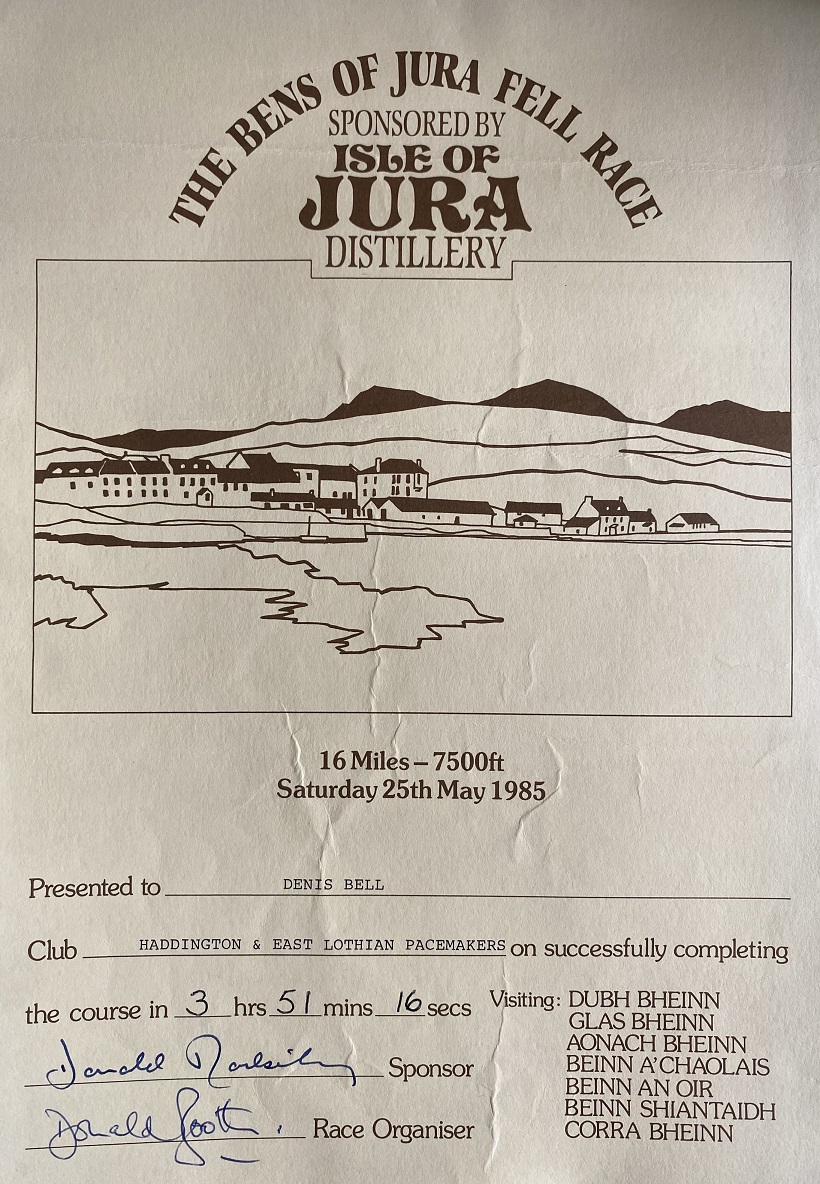 THE BENS OF JURA FELL RACE
SPONSORED BY
ISLE OF
JURA
DISTILLERY
16 Miles – 7500ft
Saturday 25th May 1985
Presented to DENIS BELL
Club HADDINGTON & EAST LOTHIAN PACEMAKERS on successfully completing
the course in 3 hrs 51 mins 16 secs
Visiting: DUBH BHEINN
GLAS BHEINN
AONACH BHEINN
BEINN A'CHAOLAIS
BEINN AN OIR
BEINN SHIANTAIDH
CORRA BHEINN
Donald Sponsor
Donald Booth. Race Organiser